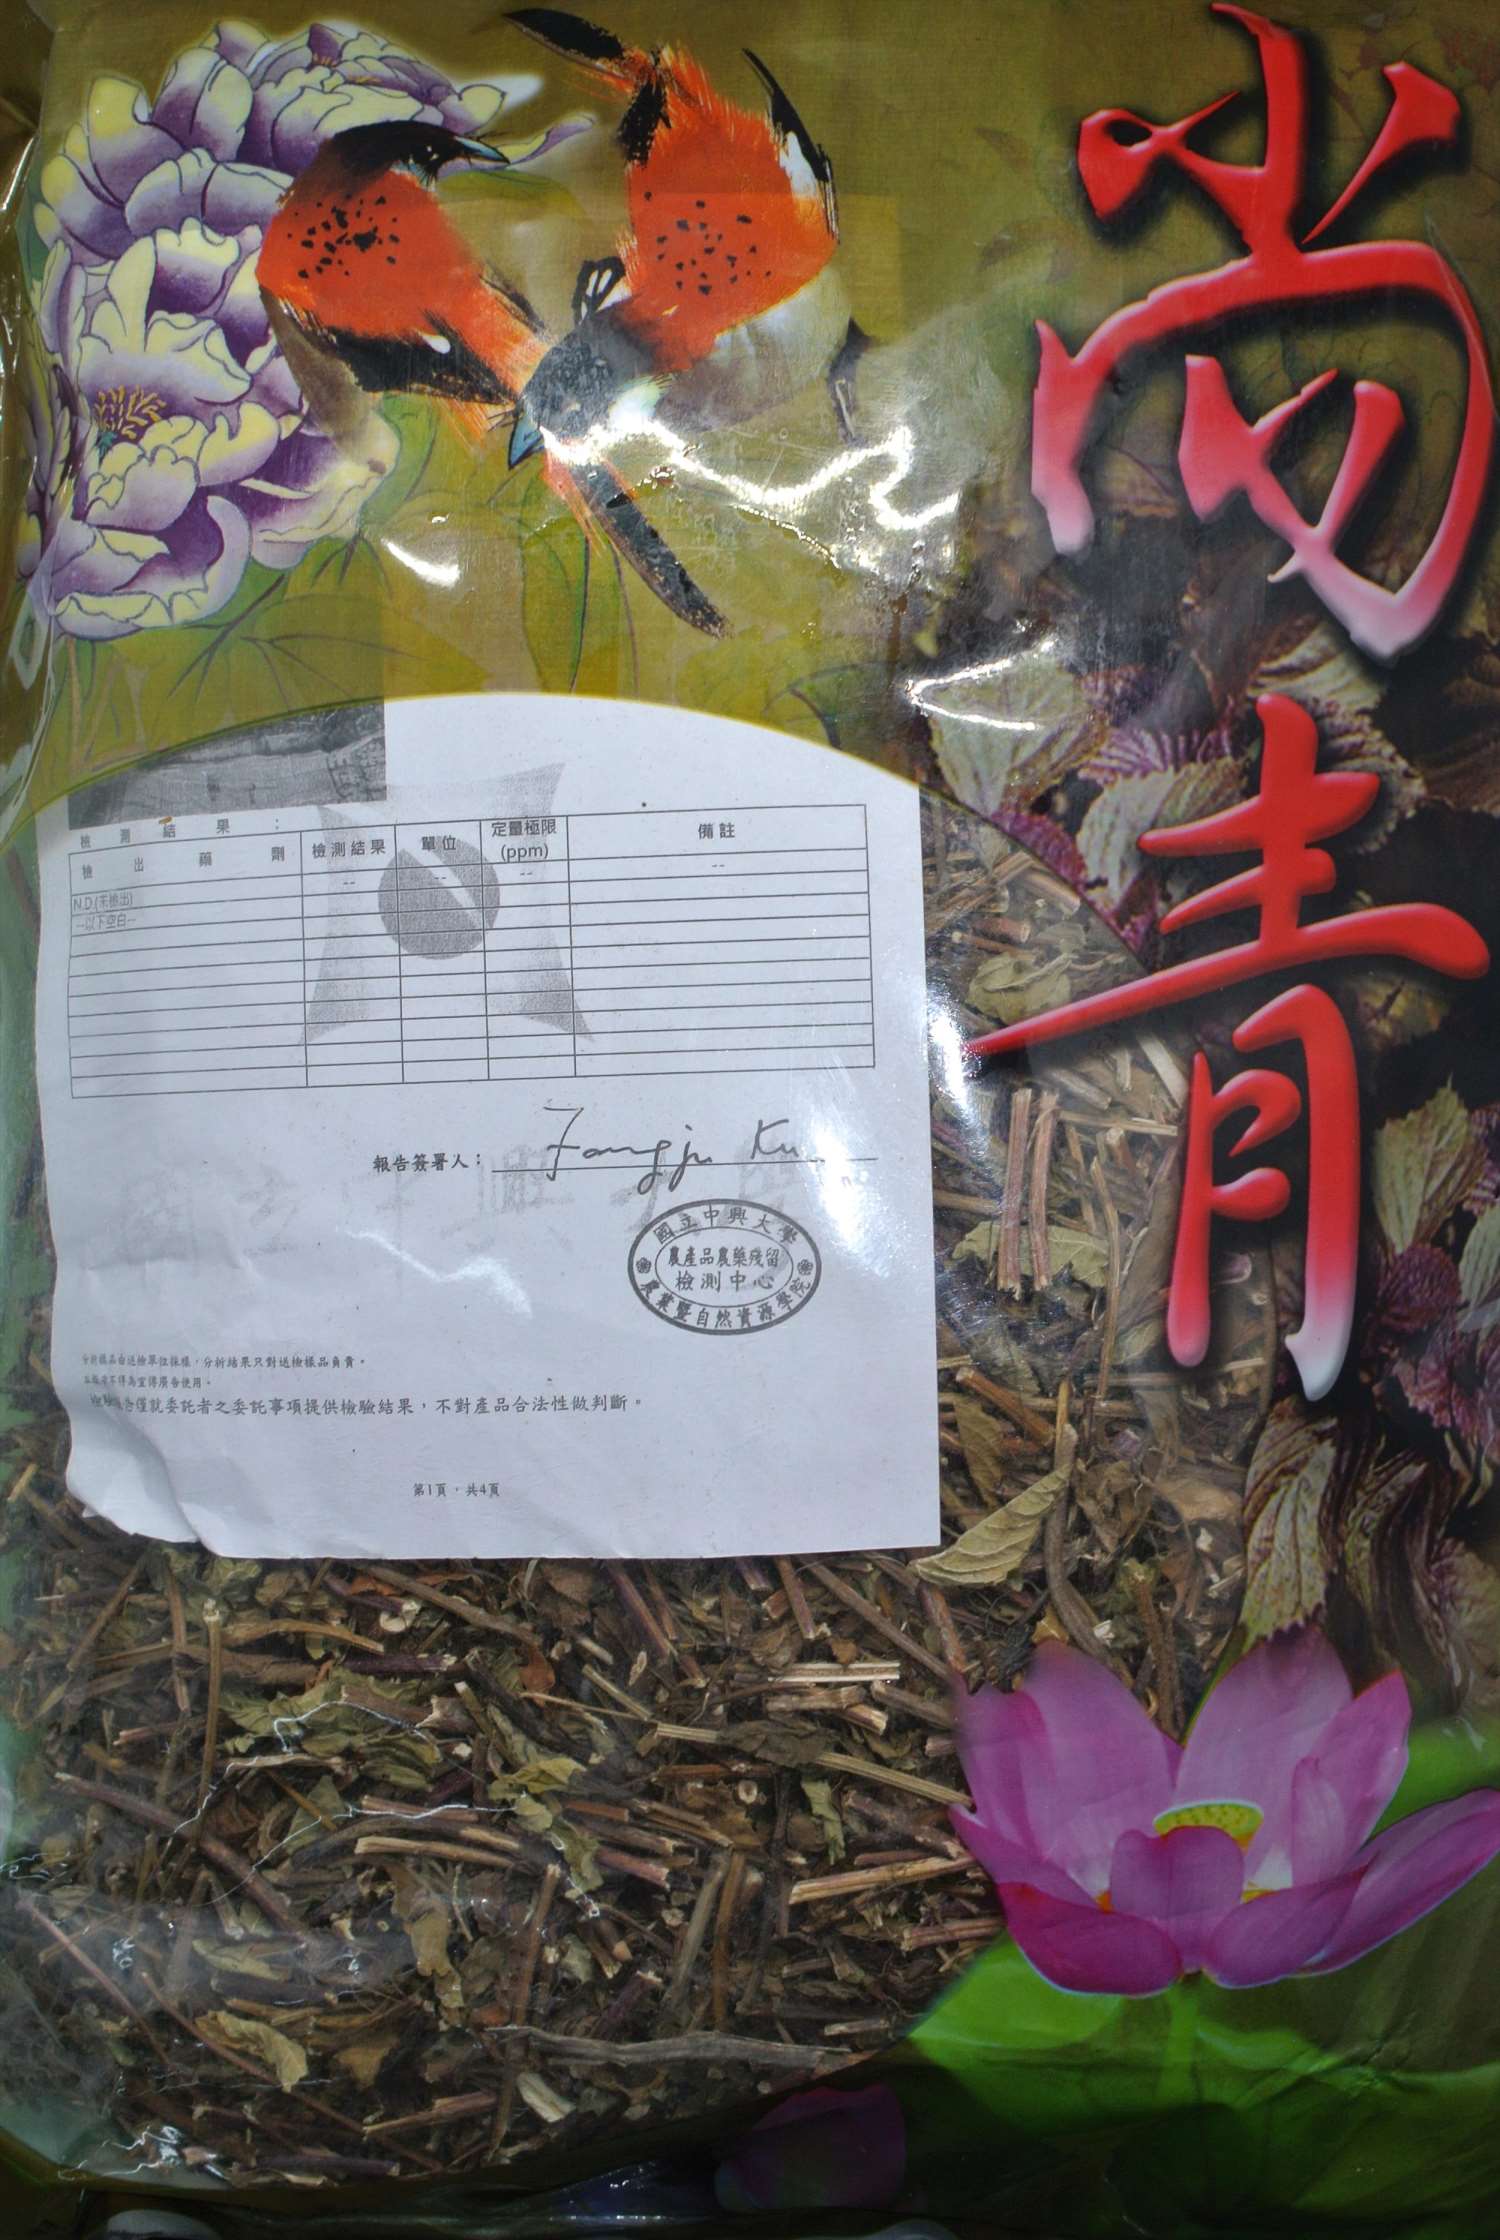 尚青
檢測結果：
檢出藥劑 檢測結果 單位 定量極限(ppm) 備註
N.D.(未檢出) -- -- -- --
--以下空白--
報告簽署人： Fangju Ku
國立中興大學
農產品農藥殘留
檢測中心
農業暨自然資源學院
分析樣品由送檢單位採樣，分析結果只對送檢樣品負責。
不得為宣傳廣告使用。
告僅就委託者之委託事項提供檢驗結果，不對產品合法性做判斷。
第1頁，共4頁